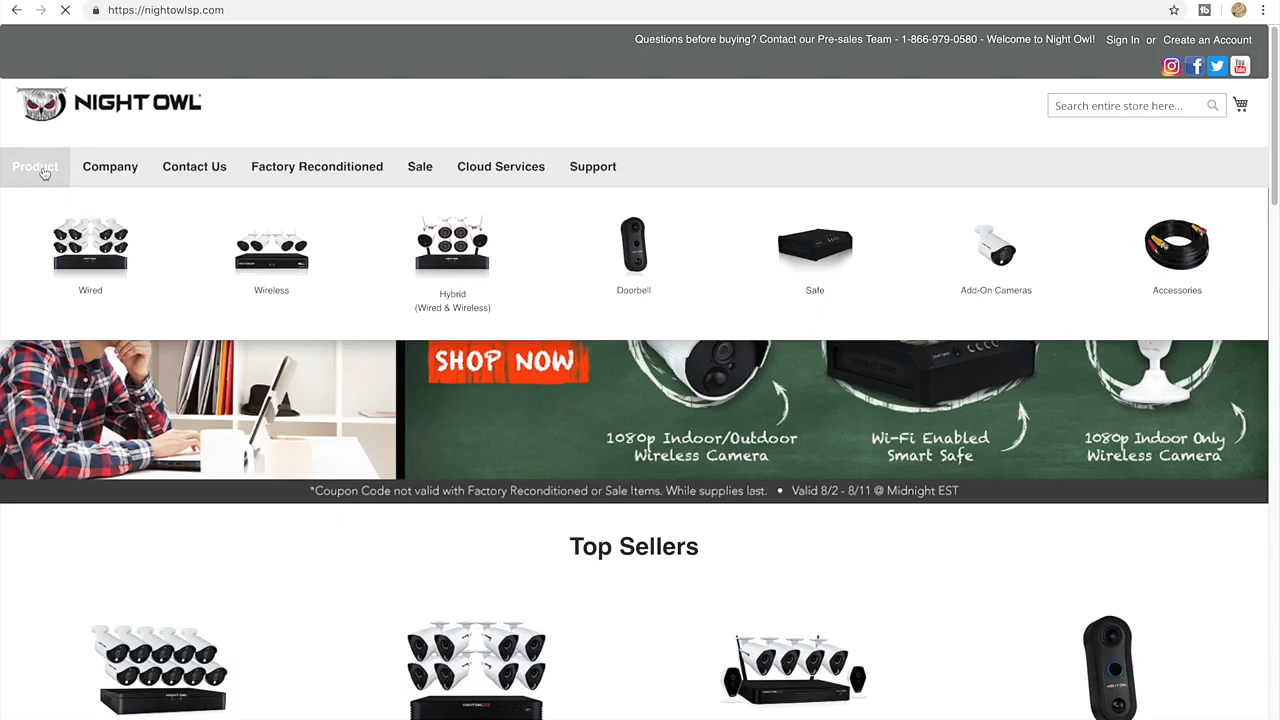 https://nightowlsp.com
Questions before buying? Contact our Pre-sales Team - 1-866-979-0580 - Welcome to Night Owl! Sign In or Create an Account
NIGHT OWL
Search entire store here...
Product Company Contact Us Factory Reconditioned Sale Cloud Services Support
Wired Wireless Hybrid Doorbell Safe Add-On Cameras Accessories
(Wired & Wireless)
SHOP NOW
1080p Indoor/Outdoor Wi-Fi Enabled 1080p Indoor Only
Wireless Camera Smart Safe Wireless Camera
*Coupon Code not valid with Factory Reconditioned or Sale Items. While supplies last. • Valid 8/2 - 8/11 @ Midnight EST
Top Sellers